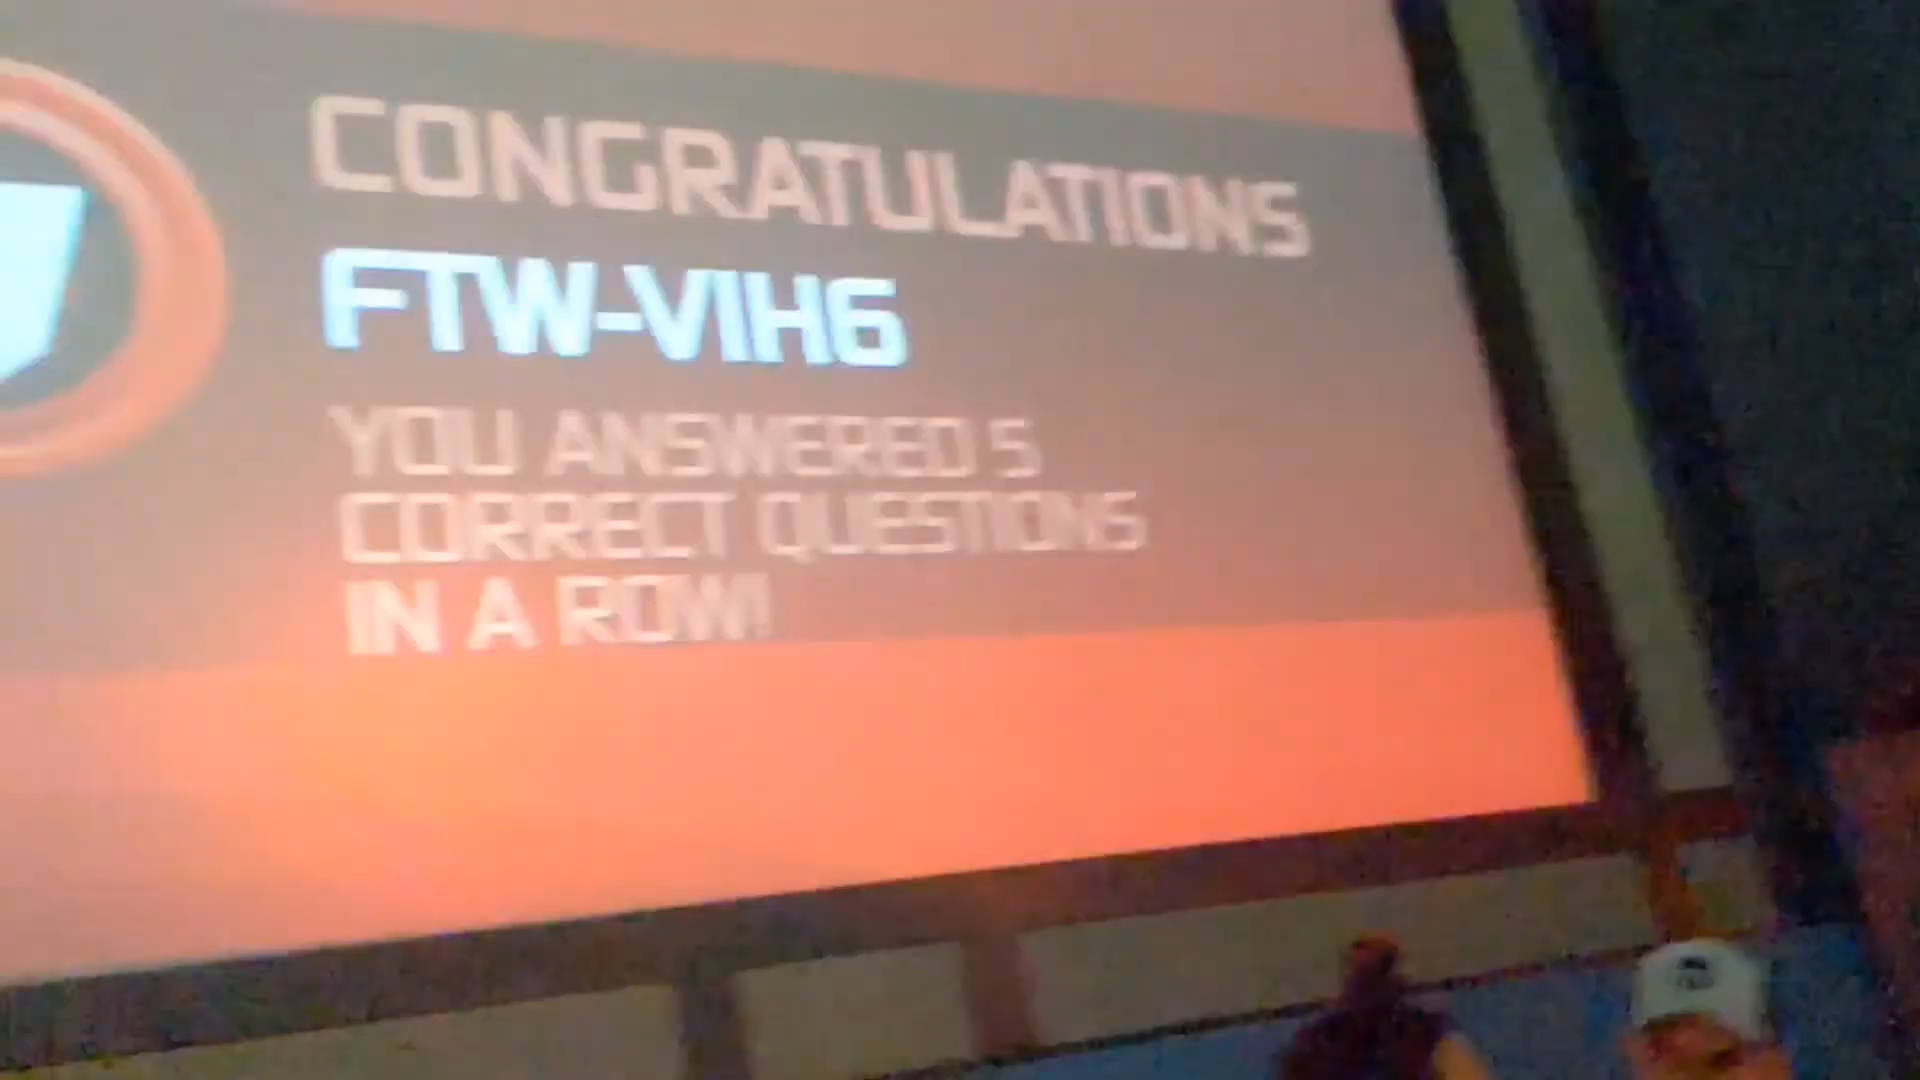 CONGRATULATIONS
FTW-VIH6
YOU ANSWERED 5
CORRECT QUESTIONS
IN A ROW!